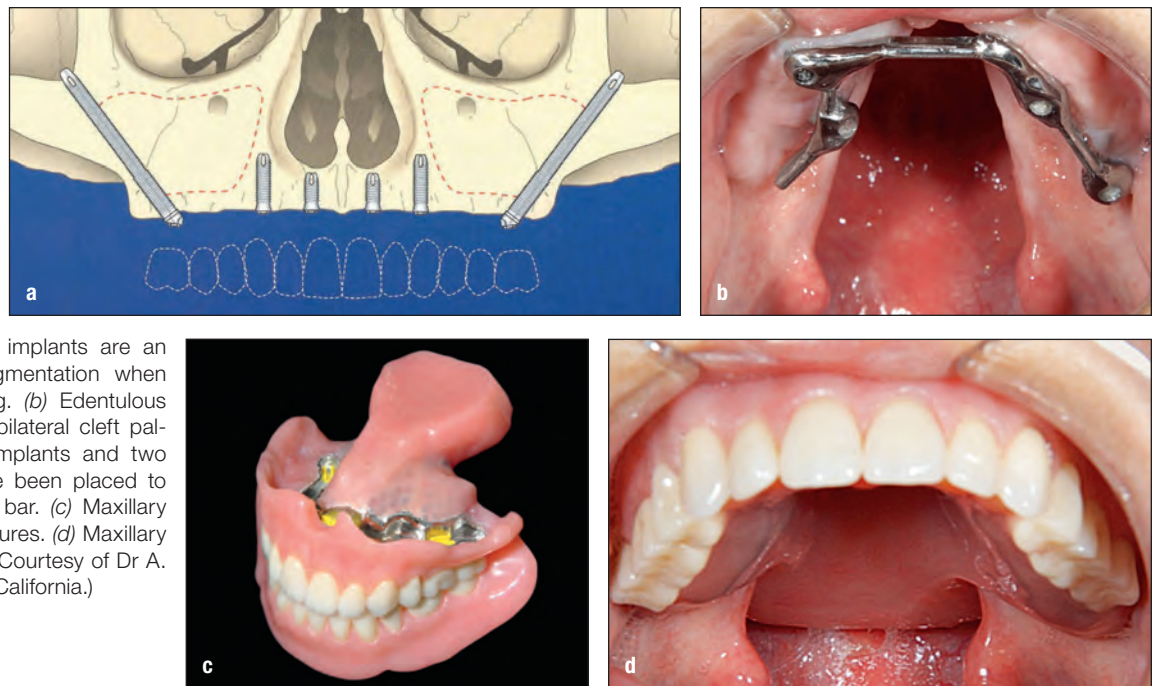 a
b
implants are an
gmentation when
g. (b) Edentulous
bilateral cleft pal-
mplants and two
e been placed to
bar. (c) Maxillary
tures. (d) Maxillary
Courtesy of Dr A.
California.)
c
d